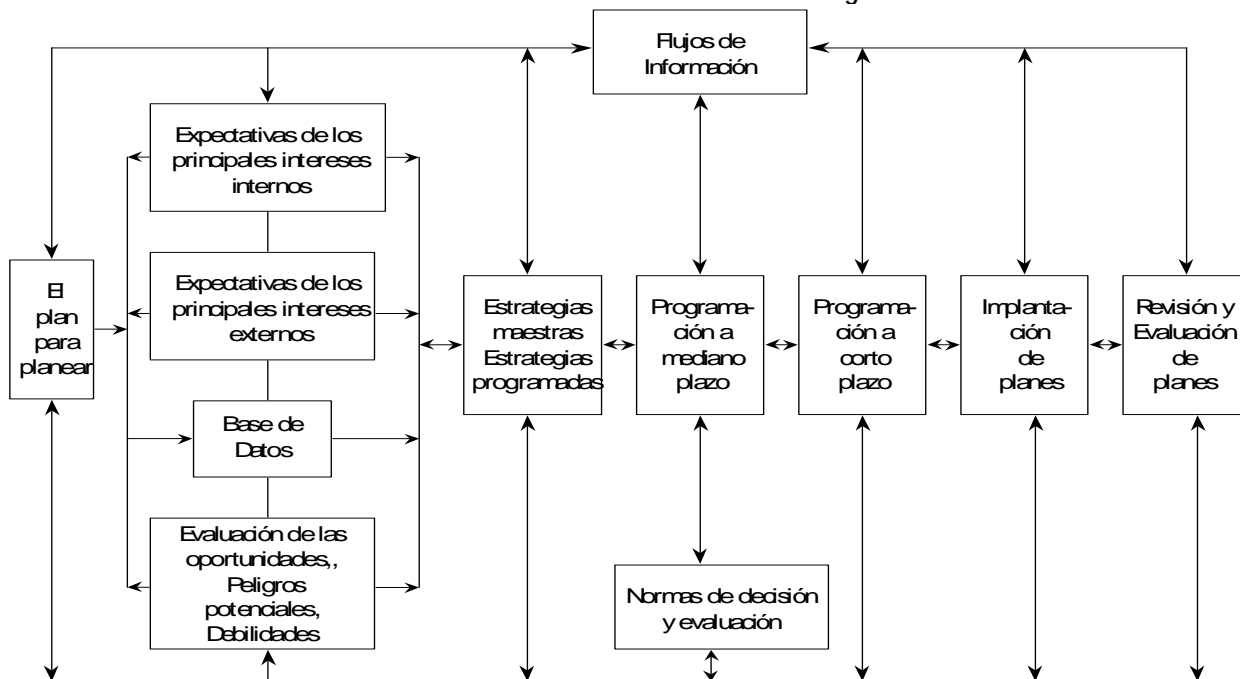 Flujos de
Información
Expectativas de los
principales intereses
internos
Expectativas de los
principales intereses
externos
El
plan
para
planear
Estrategias
maestras
Estrategias
programadas
Programa-
ción a
mediano
plazo
Programa-
ción a
corto
plazo
Implanta-
ción
de
planes
Revisión y
Evaluación
de
planes
Base de
Datos
Evaluación de las
oportunidades,,
Peligros
potenciales,
Debilidades
Normas de decisión
y evaluación